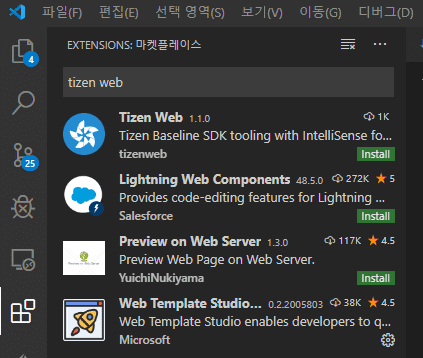 파일(F) 편집(E) 선택 영역(S) 보기(V) 이동(G) 디버그(D)
EXTENSIONS: 마켓플레이스
tizen web
Tizen Web 1.1.0 1K
Tizen Baseline SDK tooling with IntelliSense fo...
tizenweb Install
Lightning Web Components 48.5.0 272K 5
Provides code-editing features for Lightning ...
Salesforce Install
Preview on Web Server 1.3.0 117K 4.5
Preview Web Page on Web Server.
YuichiNukiyama Install
Web Template Studio... 0.2.2005803 38K 4.5
Web Template Studio enables developers to q...
Microsoft
4
25